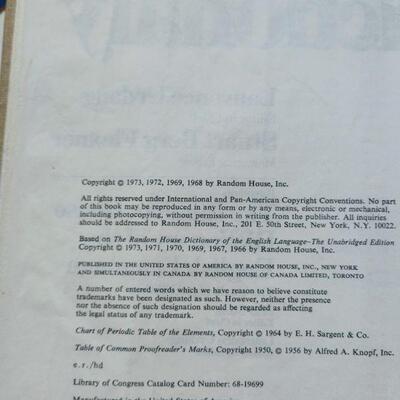 Copyright © 1973, 1972, 1969, 1968 by Random House, Inc.
All rights reserved under International and Pan-American Copyright Conventions. No part
of this book may be reproduced in any form or by any means, electronic or mechanical,
including photocopying, without permission in writing from the publisher. All inquiries
should be addressed to Random House, Inc., 201 E. 50th Street, New York, N.Y. 10022.
Based on The Random House Dictionary of the English Language—The Unabridged Edition
Copyright © 1973, 1971, 1970, 1969, 1967, 1966 by Random House, Inc.
PUBLISHED IN THE UNITED STATES OF AMERICA BY RANDOM HOUSE, INC., NEW YORK
AND SIMULTANEOUSLY IN CANADA BY RANDOM HOUSE OF CANADA LIMITED, TORONTO
A number of entered words which we have reason to believe constitute
trademarks have been designated as such. However, neither the presence
nor the absence of such designation should be regarded as affecting
the legal status of any trademark.
Chart of Periodic Table of the Elements, Copyright © 1964 by E. H. Sargent & Co.
Table of Common Proofreader's Marks, Copyright 1950, © 1956 by Alfred A. Knopf, Inc.
e.r./hd
Library of Congress Catalog Card Number: 68-19699
Manufactured in the United States of America